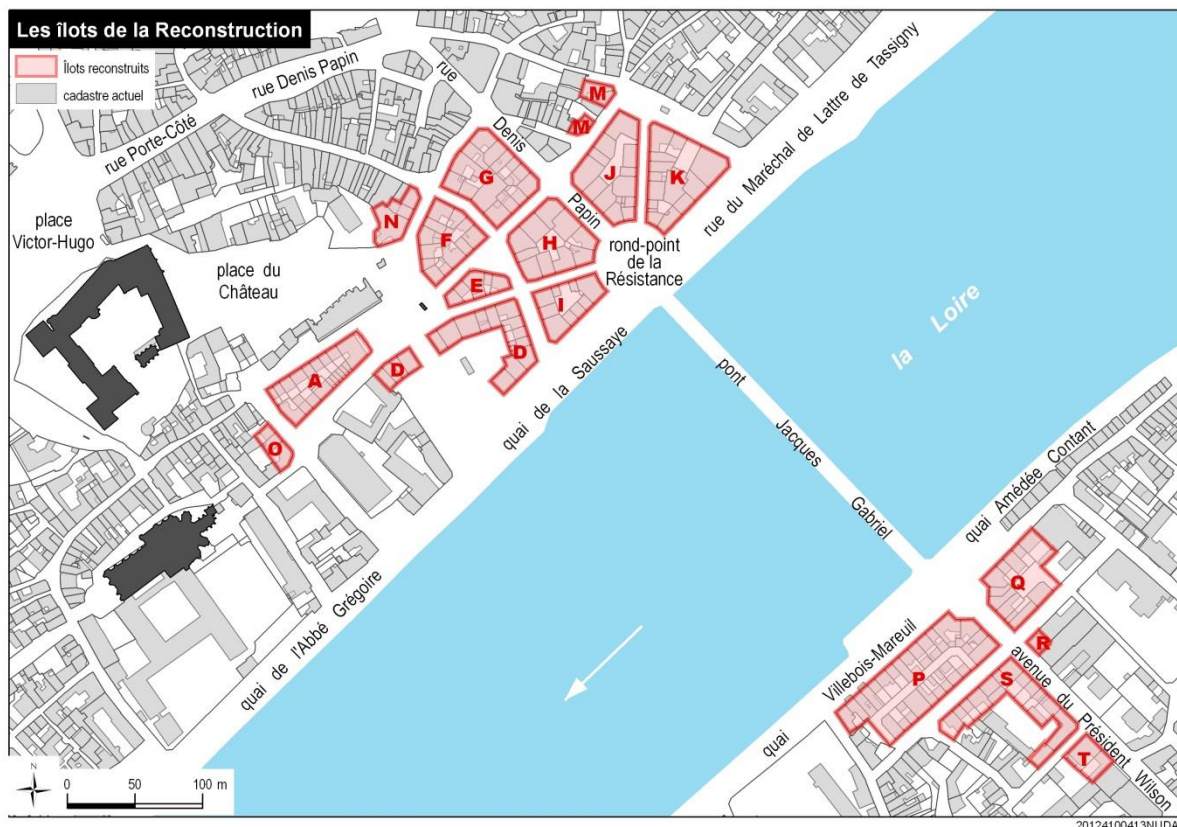 Les îlots de la Reconstruction
Îlots reconstruits
cadastre actuel
rue Denis Papin
rue
Denis
Papin
rue Porte-Côté
rue du Maréchal de Lattre de Tassigny
place
Victor-Hugo
place du
Château
rond-point
de la
Résistance
M
M
J
K
G
N
F
H
E
I
D
D
A
O
quai de la Saussaye
quai de l'Abbé Grégoire
la Loire
pont Jacques Gabriel
quai Amédée Contant
quai Villebois-Mareuil
avenue du Président Wilson
Q
R
P
S
T
N
0 50 100 m
20124100413NUDA